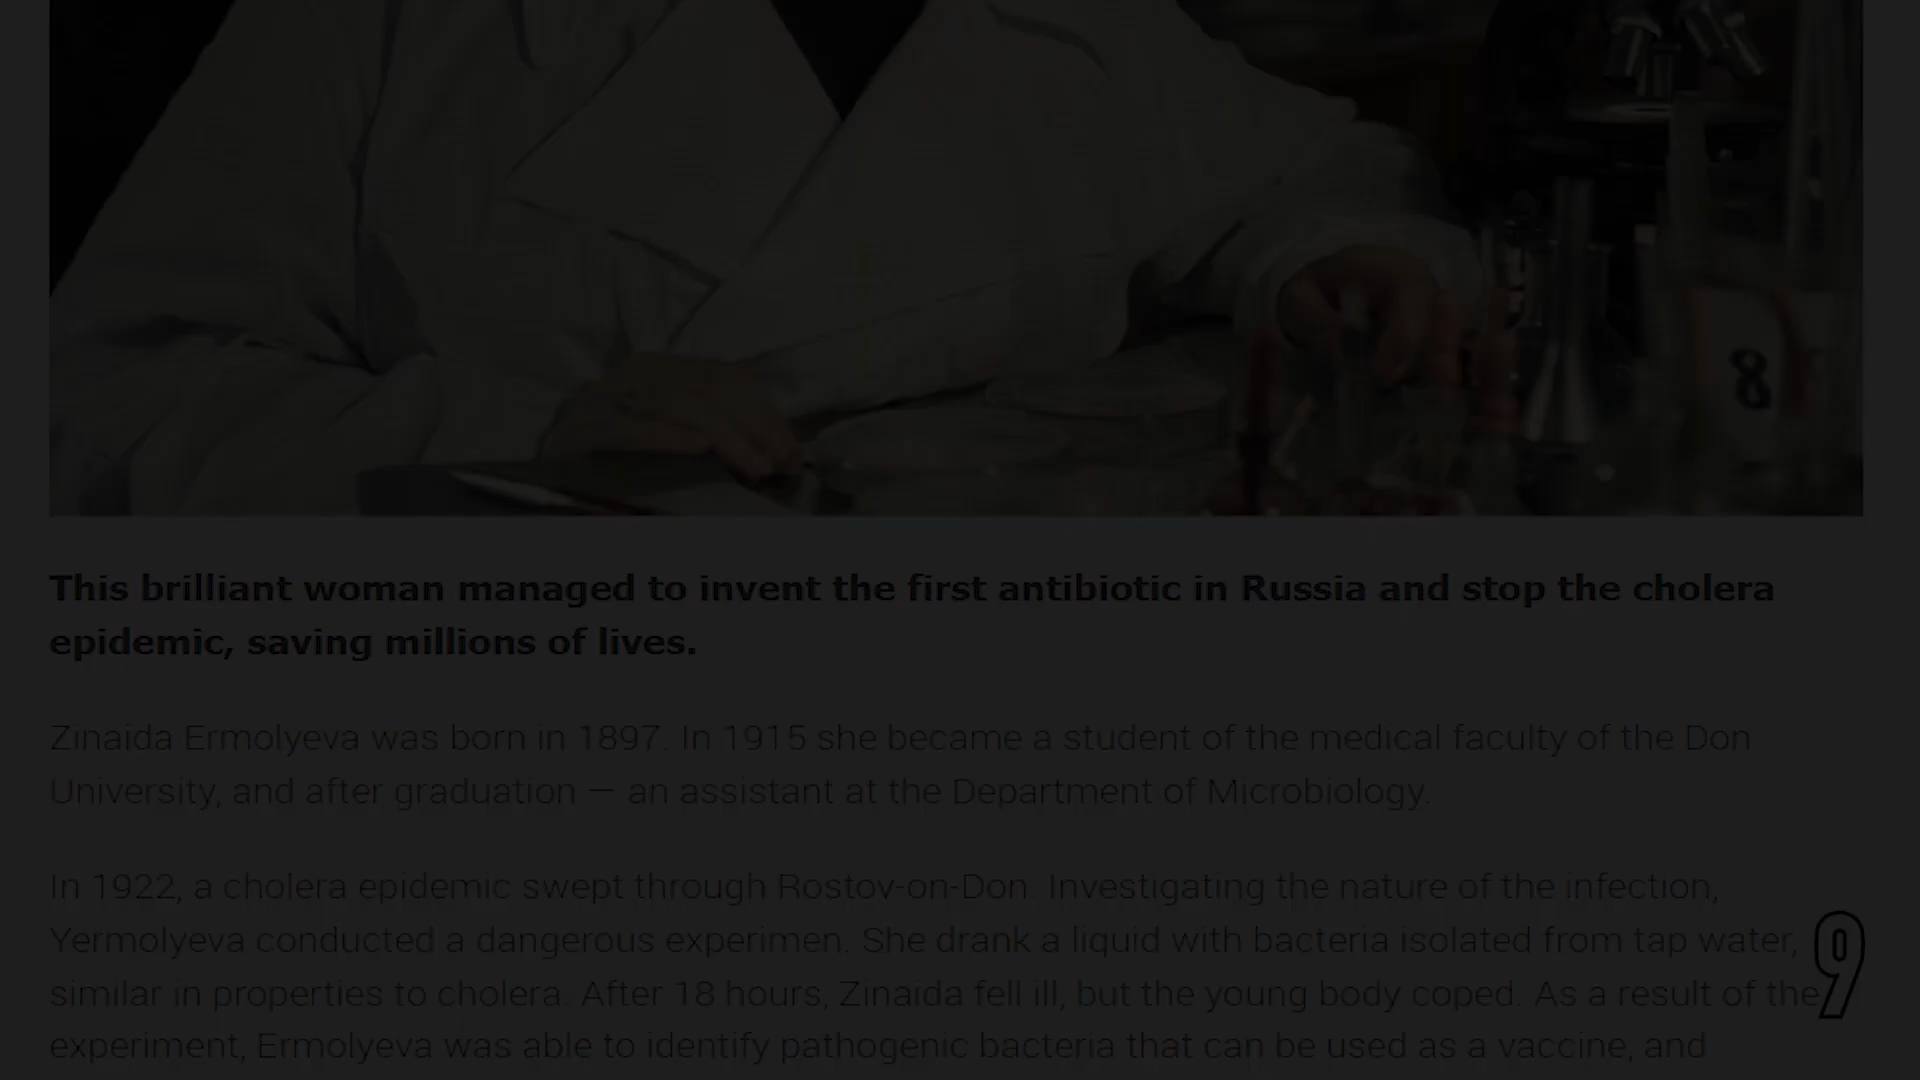 8
This brilliant woman managed to invent the first antibiotic in Russia and stop the cholera
epidemic, saving millions of lives.
Zinaida Ermolyeva was born in 1897. In 1915 she became a student of the medical faculty of the Don
University, and after graduation — an assistant at the Department of Microbiology.
In 1922, a cholera epidemic swept through Rostov-on-Don. Investigating the nature of the infection,
Yermolyeva conducted a dangerous experimen. She drank a liquid with bacteria isolated from tap water,
similar in properties to cholera. After 18 hours, Zinaida fell ill, but the young body coped. As a result of the
experiment, Ermolyeva was able to identify pathogenic bacteria that can be used as a vaccine, and
9